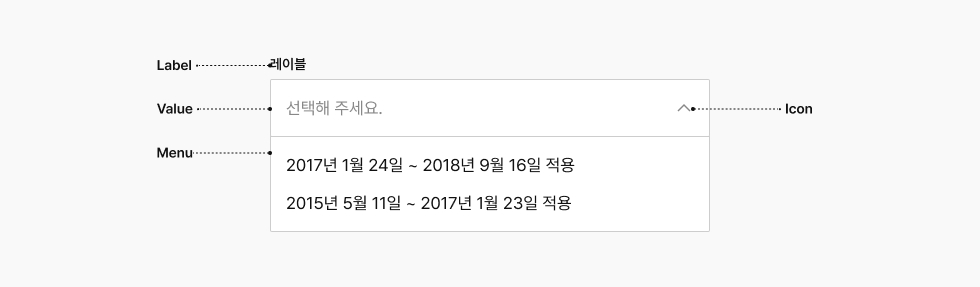 Label
레이블
Value
선택해 주세요.
Icon
Menu
2017년 1월 24일 ~ 2018년 9월 16일 적용
2015년 5월 11일 ~ 2017년 1월 23일 적용